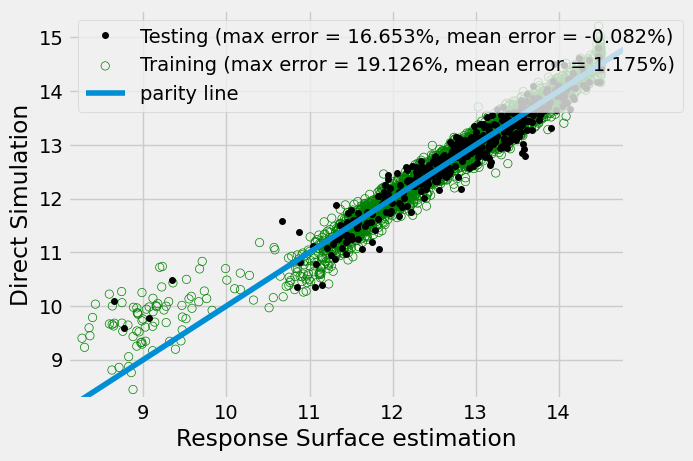 15
14
13
12
11
10
9
Direct Simulation
Testing (max error = 16.653%, mean error = -0.082%)
Training (max error = 19.126%, mean error = 1.175%)
parity line
9 10 11 12 13 14
Response Surface estimation